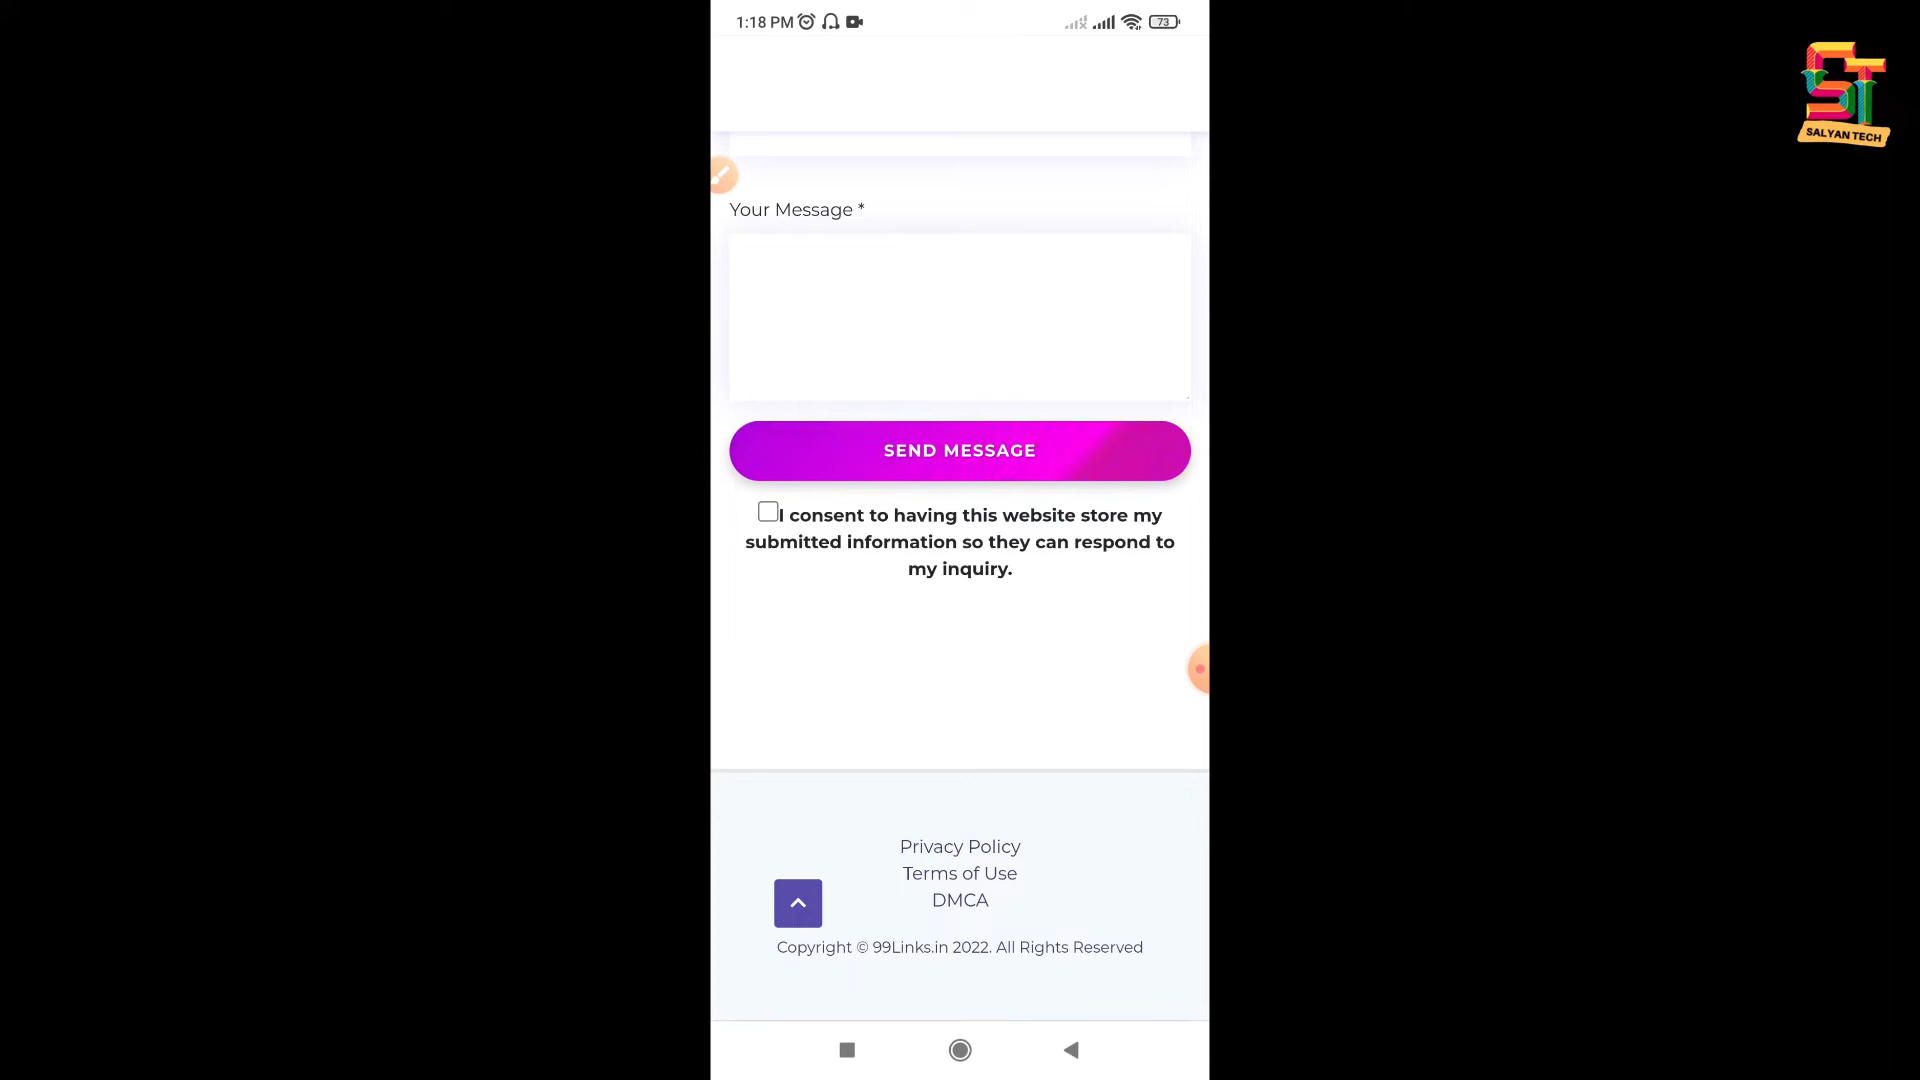 1:18 PM
73
ST
SALYAN TECH
Your Message *
SEND MESSAGE
I consent to having this website store my
submitted information so they can respond to
my inquiry.
Privacy Policy
Terms of Use
DMCA
Copyright © 99Links.in 2022. All Rights Reserved